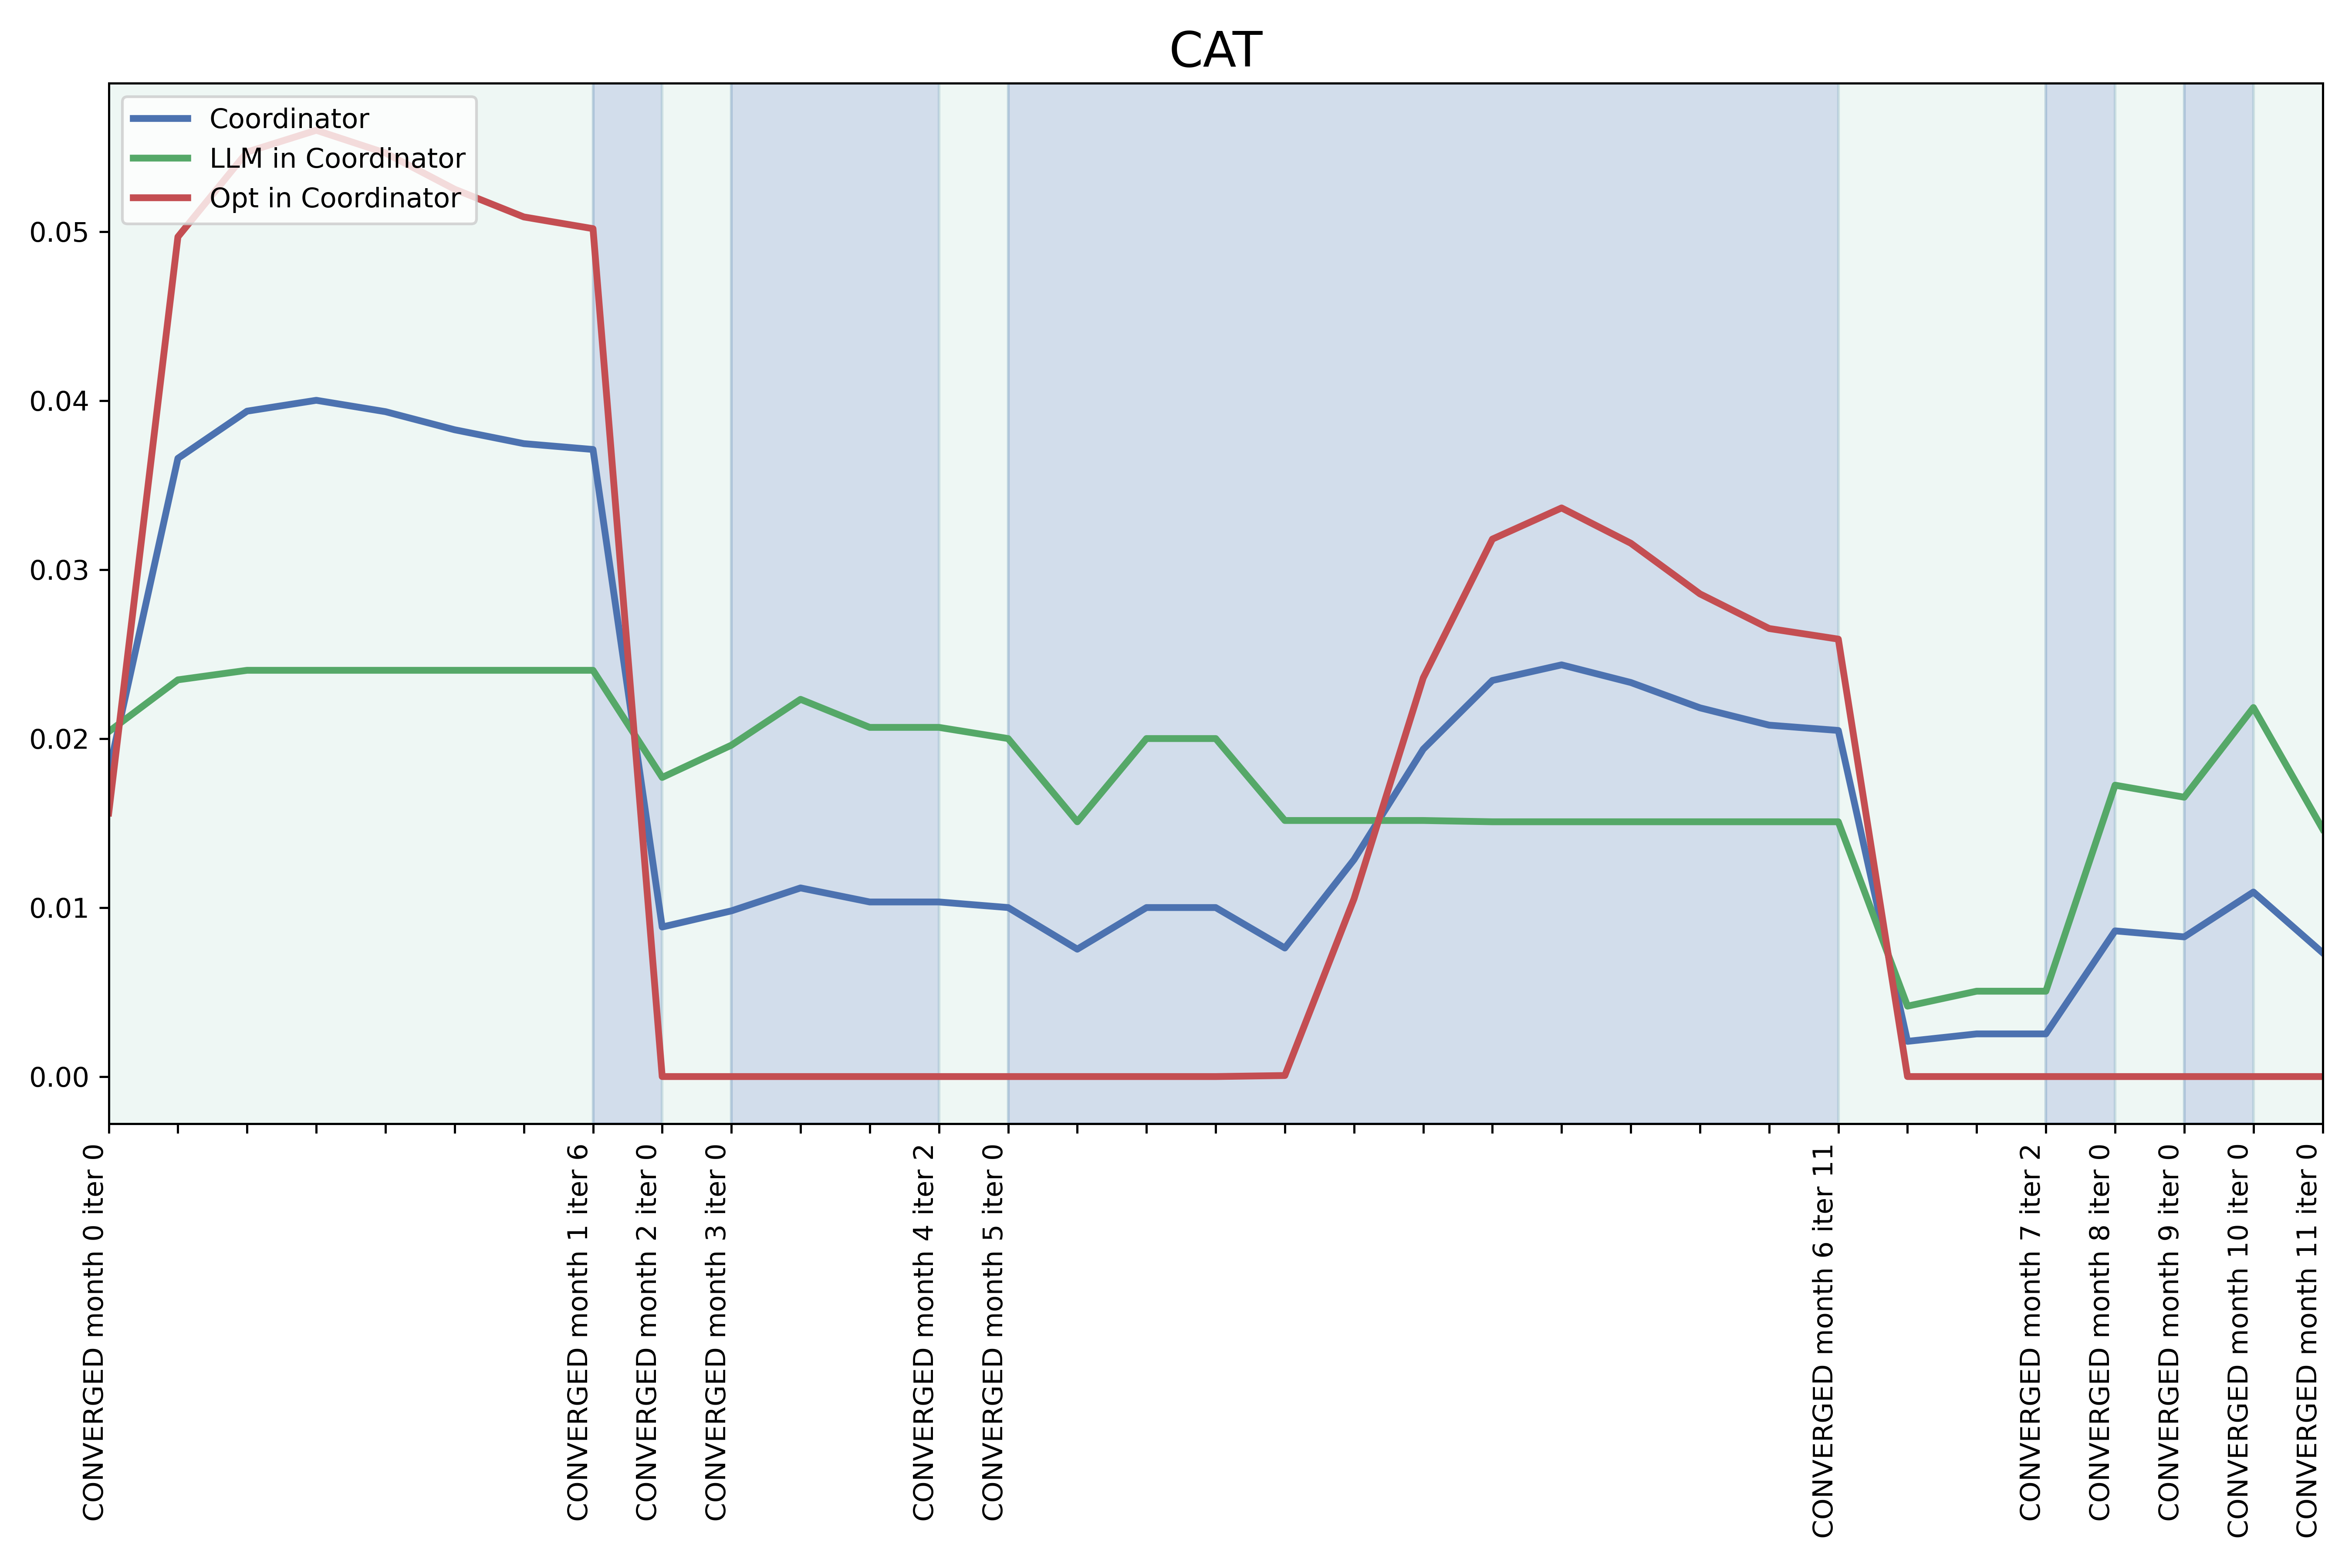 CAT
Coordinator
LLM in Coordinator
Opt in Coordinator
0.05
0.04
0.03
0.02
0.01
0.00
CONVERGED month 0 iter 0
CONVERGED month 1 iter 6
CONVERGED month 2 iter 0
CONVERGED month 3 iter 0
CONVERGED month 4 iter 2
CONVERGED month 5 iter 0
CONVERGED month 6 iter 11
CONVERGED month 7 iter 2
CONVERGED month 8 iter 0
CONVERGED month 9 iter 0
CONVERGED month 10 iter 0
CONVERGED month 11 iter 0